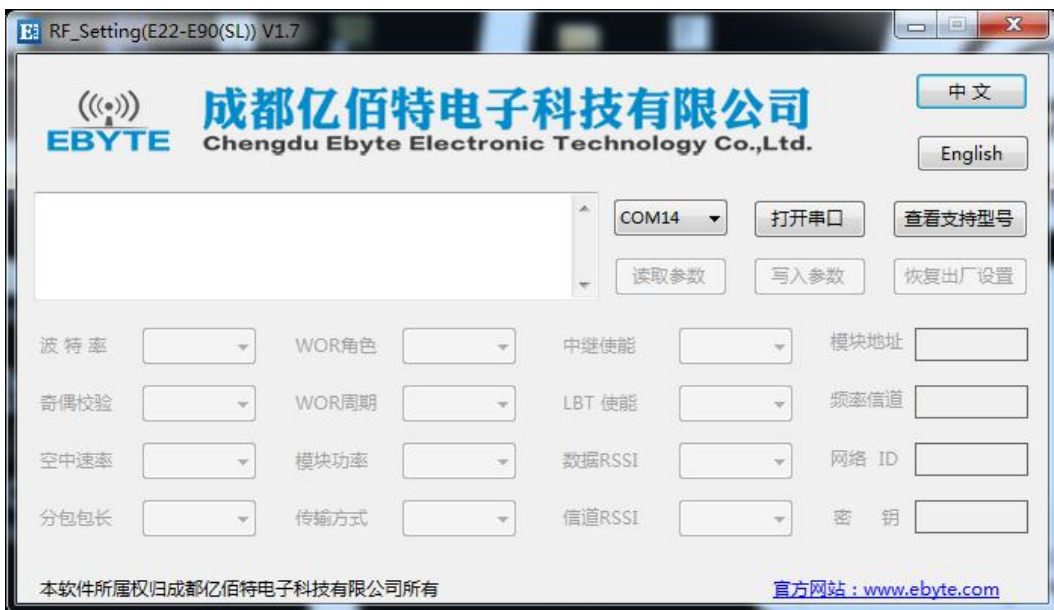 RF_Setting(E22-E90(SL)) V1.7
EBYTE
成都亿佰特电子科技有限公司
Chengdu Ebyte Electronic Technology Co.,Ltd.
中文
English
COM14 打开串口 查看支持型号
读取参数 写入参数 恢复出厂设置
波特率 WOR角色 中继使能 模块地址
奇偶校验 WOR周期 LBT 使能 频率信道
空中速率 模块功率 数据RSSI 网络 ID
分包包长 传输方式 信道RSSI 密 钥
本软件所属权归成都亿佰特电子科技有限公司所有 官方网站：www.ebyte.com